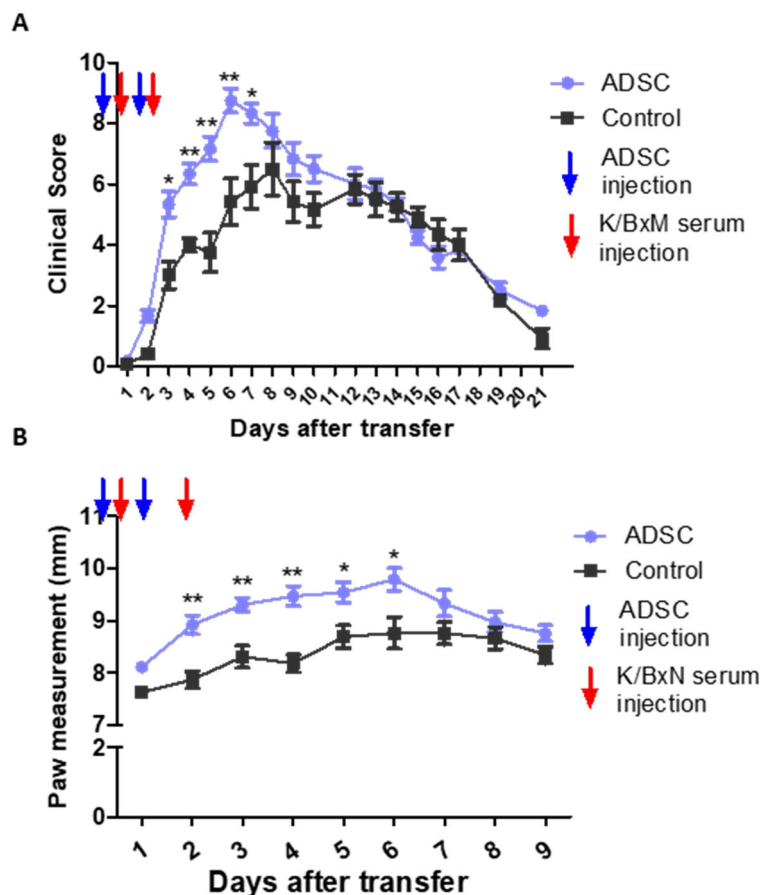 A
10
8
6
4
2
0
Clinical Score
*
**
**
**
*
1 2 3 4 5 6 7 8 9 10 11 12 13 14 15 16 17 18 19 20 21
Days after transfer
ADSC
Control
ADSC
injection
K/BxM serum
injection
B
11
10
9
8
7
2
0
Paw measurement (mm)
**
**
**
*
*
1 2 3 4 5 6 7 8 9
Days after transfer
ADSC
Control
ADSC
injection
K/BxN serum
injection